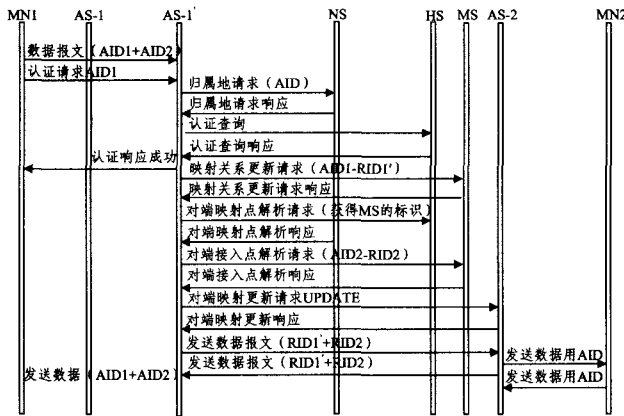 MN1 AS-1 AS-1' NS HS MS AS-2 MN2
数据报文（AID1+AID2）
认证请求AID1
归属地请求（AID）
归属地请求响应
认证查询
认证查询响应
认证响应成功
映射关系更新请求（AID1-RID1'）
映射关系更新请求响应
对端映射点解析请求（获得MS的标识）
对端映射点解析响应
对端接入点解析请求（AID2-RID2）
对端接入点解析响应
对端映射更新请求UPDATE
对端映射更新响应
发送数据报文（RID1'+RID2）
发送数据用AID
发送数据报文（RID1'+RID2）
发送数据（AID1+AID2）
发送数据用AID